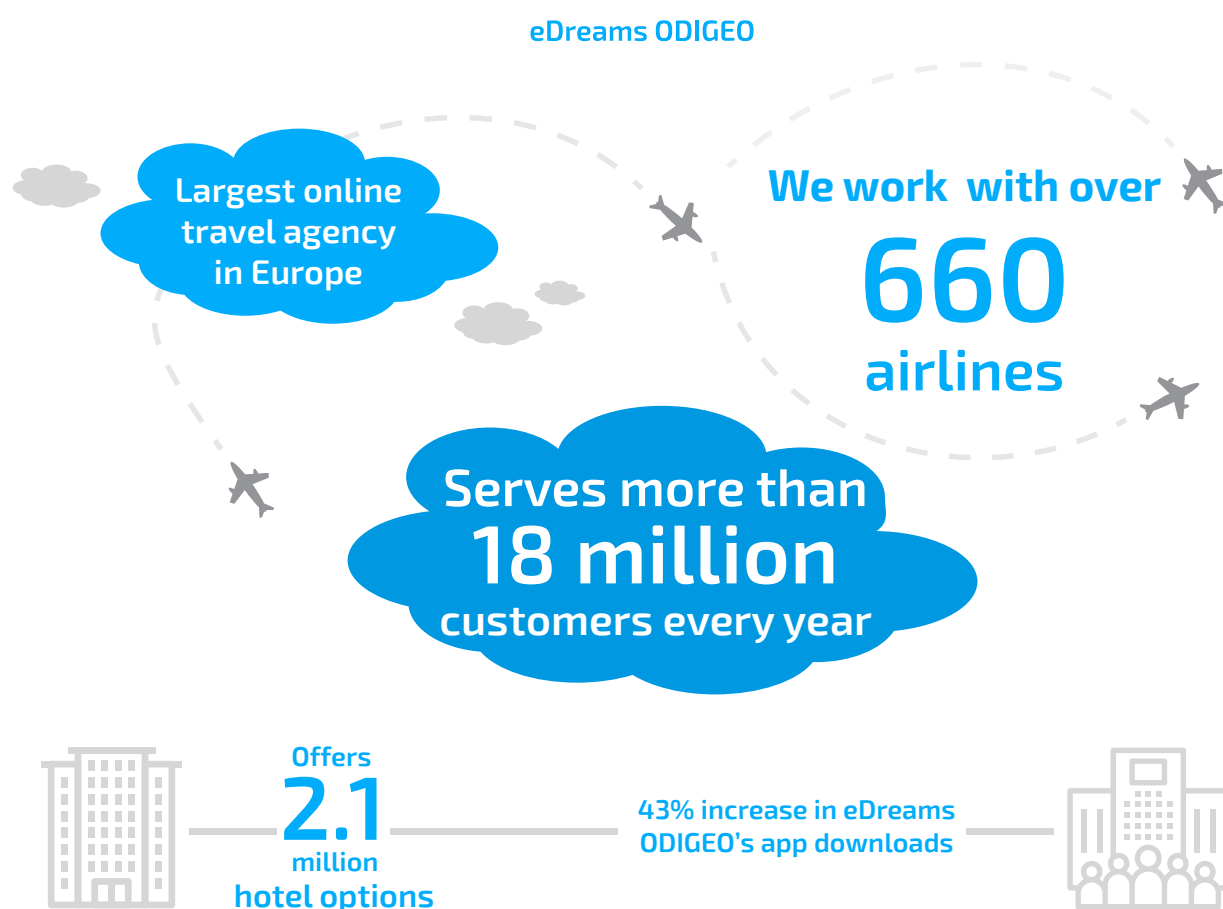 eDreams ODIGEO
Largest online
travel agency
in Europe
We work with over
660
airlines
Serves more than
18 million
customers every year
Offers
2.1
million
hotel options
43% increase in eDreams
ODIGEO's app downloads